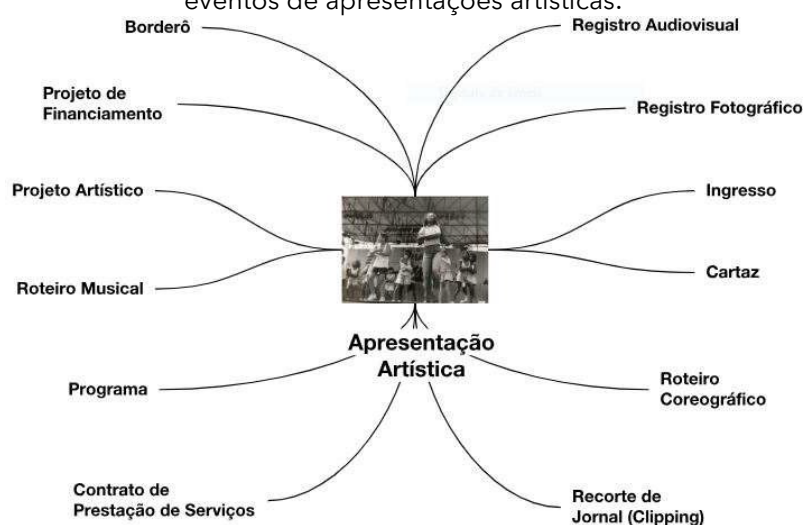 eventos de apresentações artísticas.
Borderô
Registro Audiovisual
Projeto de
Financiamento
Registro Fotográfico
Projeto Artístico
Ingresso
Roteiro Musical
Cartaz
Apresentação
Artística
Programa
Roteiro
Coreográfico
Contrato de
Prestação de Serviços
Recorte de
Jornal (Clipping)